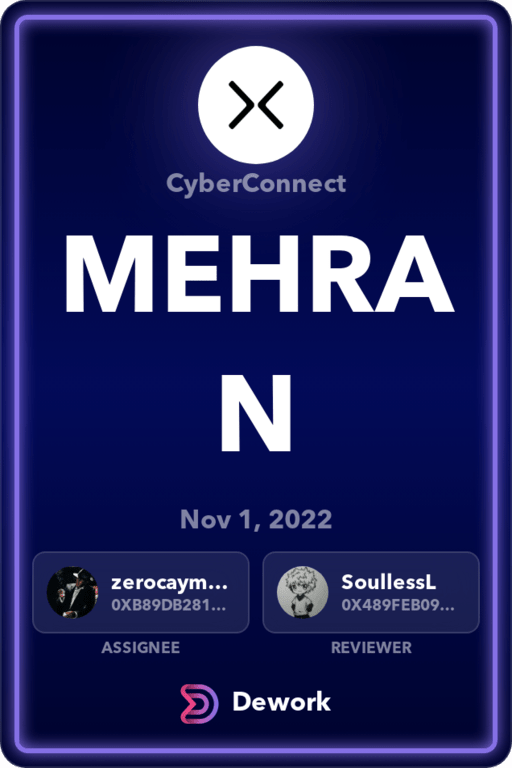 CyberConnect
MEHRA
N
Nov 1, 2022
zerocaym...
0XB89DB281...
SoullessL
0X489FEB09...
ASSIGNEE
REVIEWER
Dework